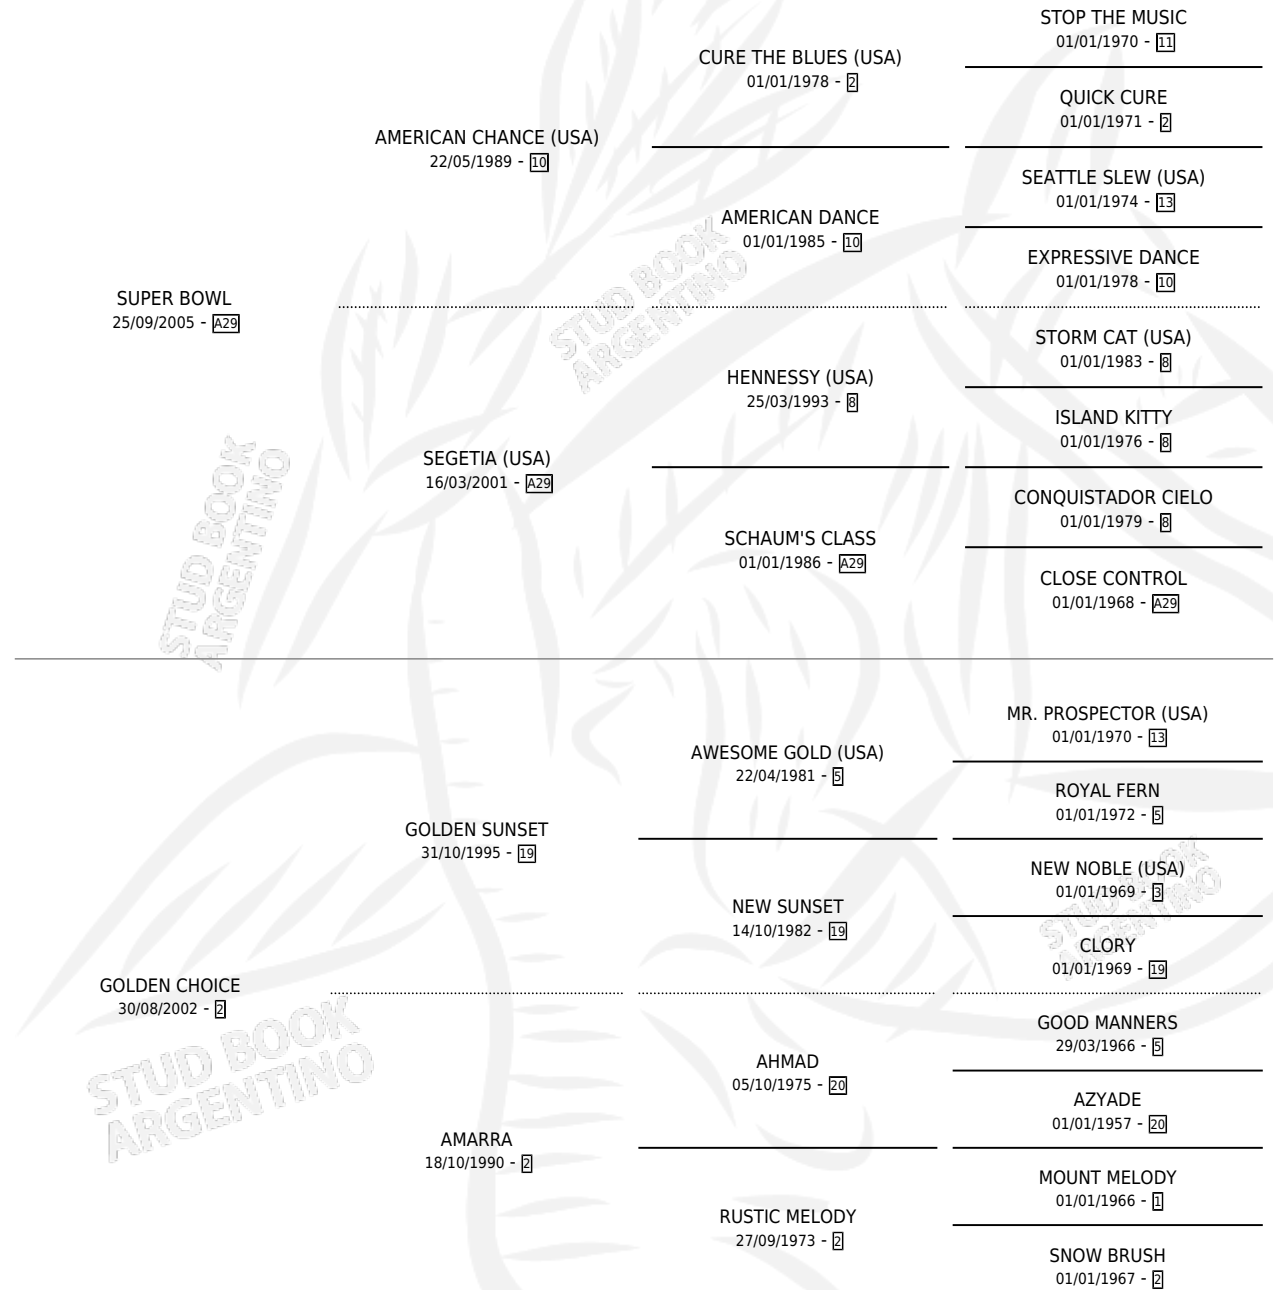 STOP THE MUSIC
01/01/1970 - 11
CURE THE BLUES (USA)
01/01/1978 - 2
QUICK CURE
01/01/1971 - 2
AMERICAN CHANCE (USA)
22/05/1989 - 10
SEATTLE SLEW (USA)
01/01/1974 - 13
AMERICAN DANCE
01/01/1985 - 10
EXPRESSIVE DANCE
01/01/1978 - 10
SUPER BOWL
25/09/2005 - A29
STUD BOOK
ARGENTINO
STORM CAT (USA)
01/01/1983 - 8
HENNESSY (USA)
25/03/1993 - 8
ISLAND KITTY
01/01/1976 - 8
SEGETIA (USA)
16/03/2001 - A29
CONQUISTADOR CIELO
01/01/1979 - 8
SCHAUM'S CLASS
01/01/1986 - A29
CLOSE CONTROL
01/01/1968 - A29
STUD BOOK
ARGENTINO
MR. PROSPECTOR (USA)
01/01/1970 - 13
AWESOME GOLD (USA)
22/04/1981 - 5
ROYAL FERN
01/01/1972 - 5
GOLDEN SUNSET
31/10/1995 - 19
NEW NOBLE (USA)
01/01/1969 - 3
NEW SUNSET
14/10/1982 - 19
STUD BOOK
ARGENTINO
CLORY
01/01/1969 - 19
GOLDEN CHOICE
30/08/2002 - 2
GOOD MANNERS
29/03/1966 - 5
STUD BOOK
ARGENTINO
AHMAD
05/10/1975 - 20
AZYADE
01/01/1957 - 20
AMARRA
18/10/1990 - 2
MOUNT MELODY
01/01/1966 - 1
RUSTIC MELODY
27/09/1973 - 2
SNOW BRUSH
01/01/1967 - 2